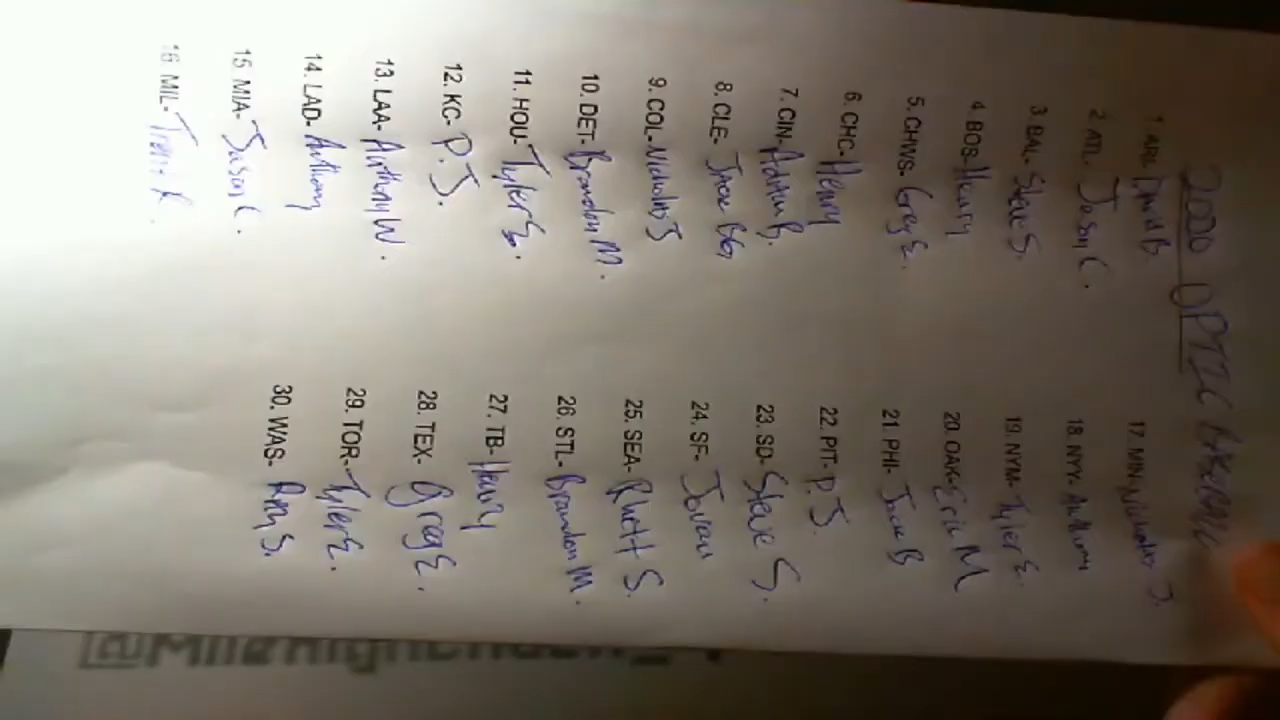 2020 OPTIC BASEBALL
1. ARI- David B
2. ATL- Jason C.
3. BAL- Steve S.
4. BOS- Henry
5. CHWS- Greg E.
6. CHC- Henry
7. CIN- Adrian B.
8. CLE- Jace BG
9. COL- Nicholas J
10. DET- Brandon M.
11. HOU- Tyler E.
12. KC- P.J.
13. LAA- Anthony W.
14. LAD- Anthony
15. MIA- Jason C.
16. MIL- R.
17. MIN- Nicholas J.
18. NYY- Anthony
19. NYM- Tyler E.
20. OAK- Eric M
21. PHI- Jace B
22. PIT- P.J.
23. SD- Steve S.
24. SF- Jovan
25. SEA- Rhett S.
26. STL- Brandon M.
27. TB- Henry
28. TEX- Greg E.
29. TOR- Tyler E.
30. WAS- S.